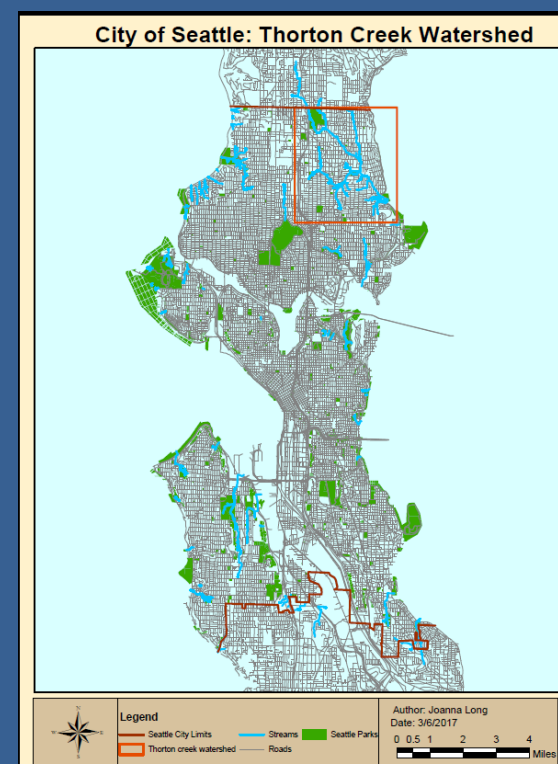 City of Seattle: Thorton Creek Watershed
N
W E
S
Legend
Seattle City Limits
Streams
Seattle Parks
Thorton creek watershed
Roads
Author: Joanna Long
Date: 3/6/2017
0 0.5 1 2 3 4
Miles